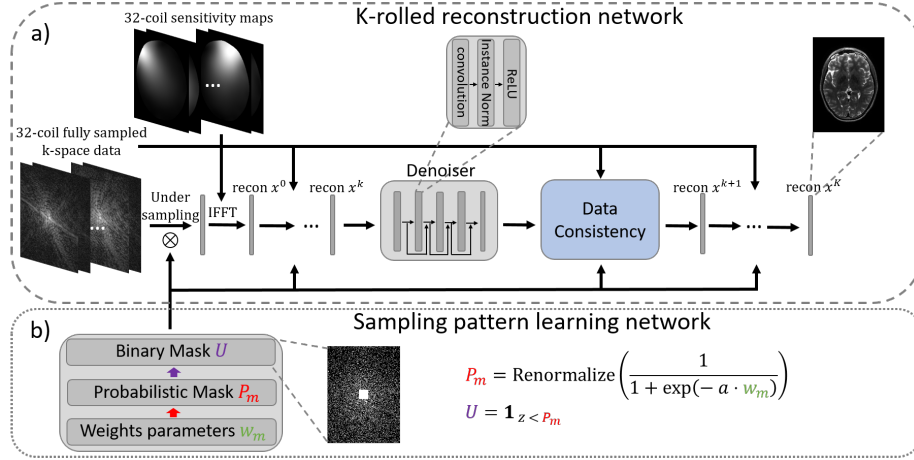 K-rolled reconstruction network
a)
32-coil sensitivity maps
...
convolution
Instance Norm
ReLU
32-coil fully sampled
k-space data
...
Under
sampling
⊗
IFFT
recon x^0
...
recon x^k
Denoiser
Data
Consistency
recon x^{k+1}
...
recon x^K
b)
Sampling pattern learning network
Binary Mask U
Probabilistic Mask P_m
Weights parameters w_m
P_m = Renormalize(1 / (1 + exp(− a · w_m)))
U = 1_{z < P_m}